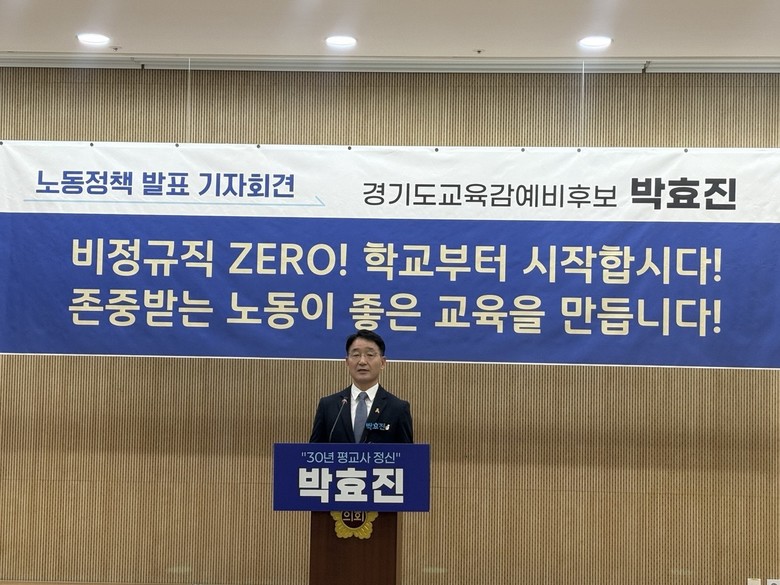 노동정책 발표 기자회견
경기도교육감예비후보 박효진
비정규직 ZERO! 학교부터 시작합시다!
존중받는 노동이 좋은 교육을 만듭니다!
박효진
"30년 평교사 정신"
박효진
의회